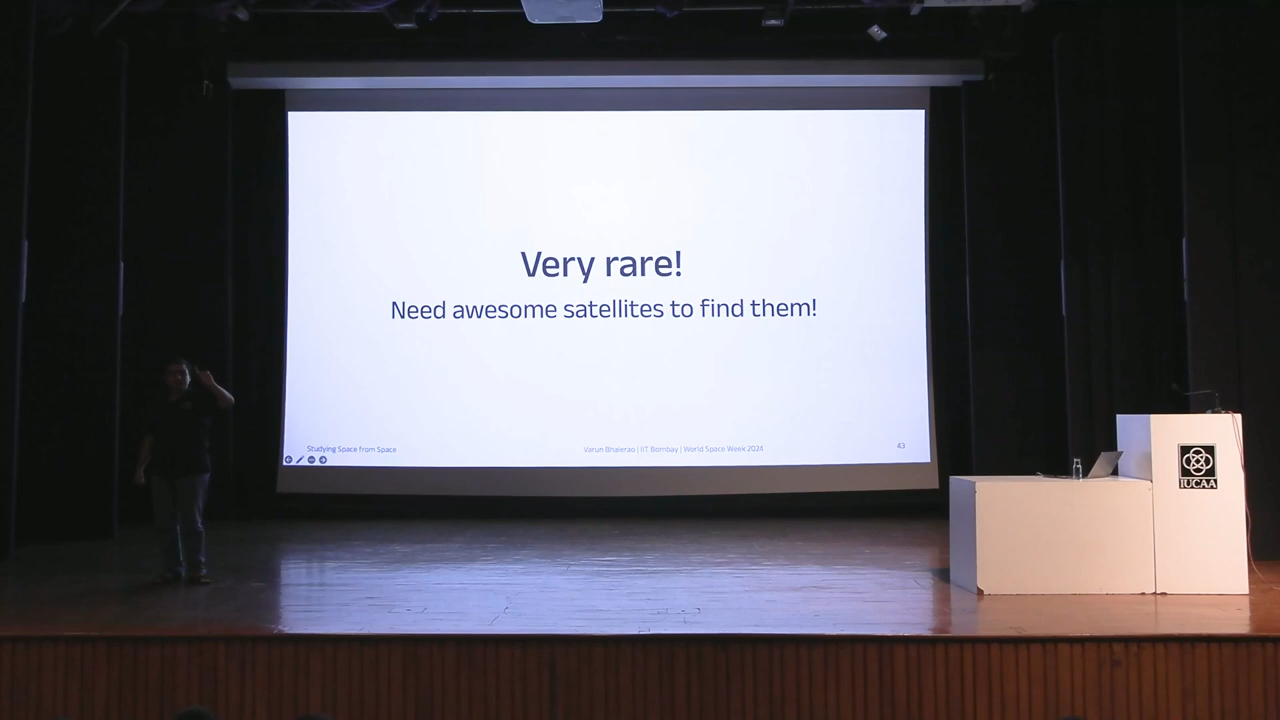 Very rare!
Need awesome satellites to find them!
Studying Space from Space
Varun Bhalerao | IIT Bombay | World Space Week 2024
43
IUCAA